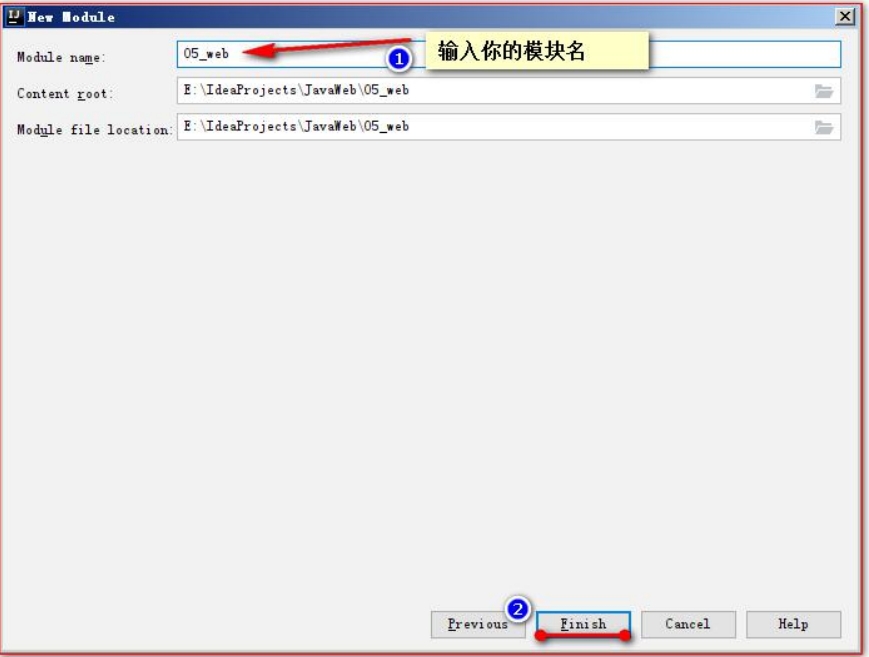 New Module
Module name: 05_web
1 输入你的模块名
Content root: E:\IdeaProjects\JavaWeb\05_web
Module file location: E:\IdeaProjects\JavaWeb\05_web
2
Previous Finish Cancel Help